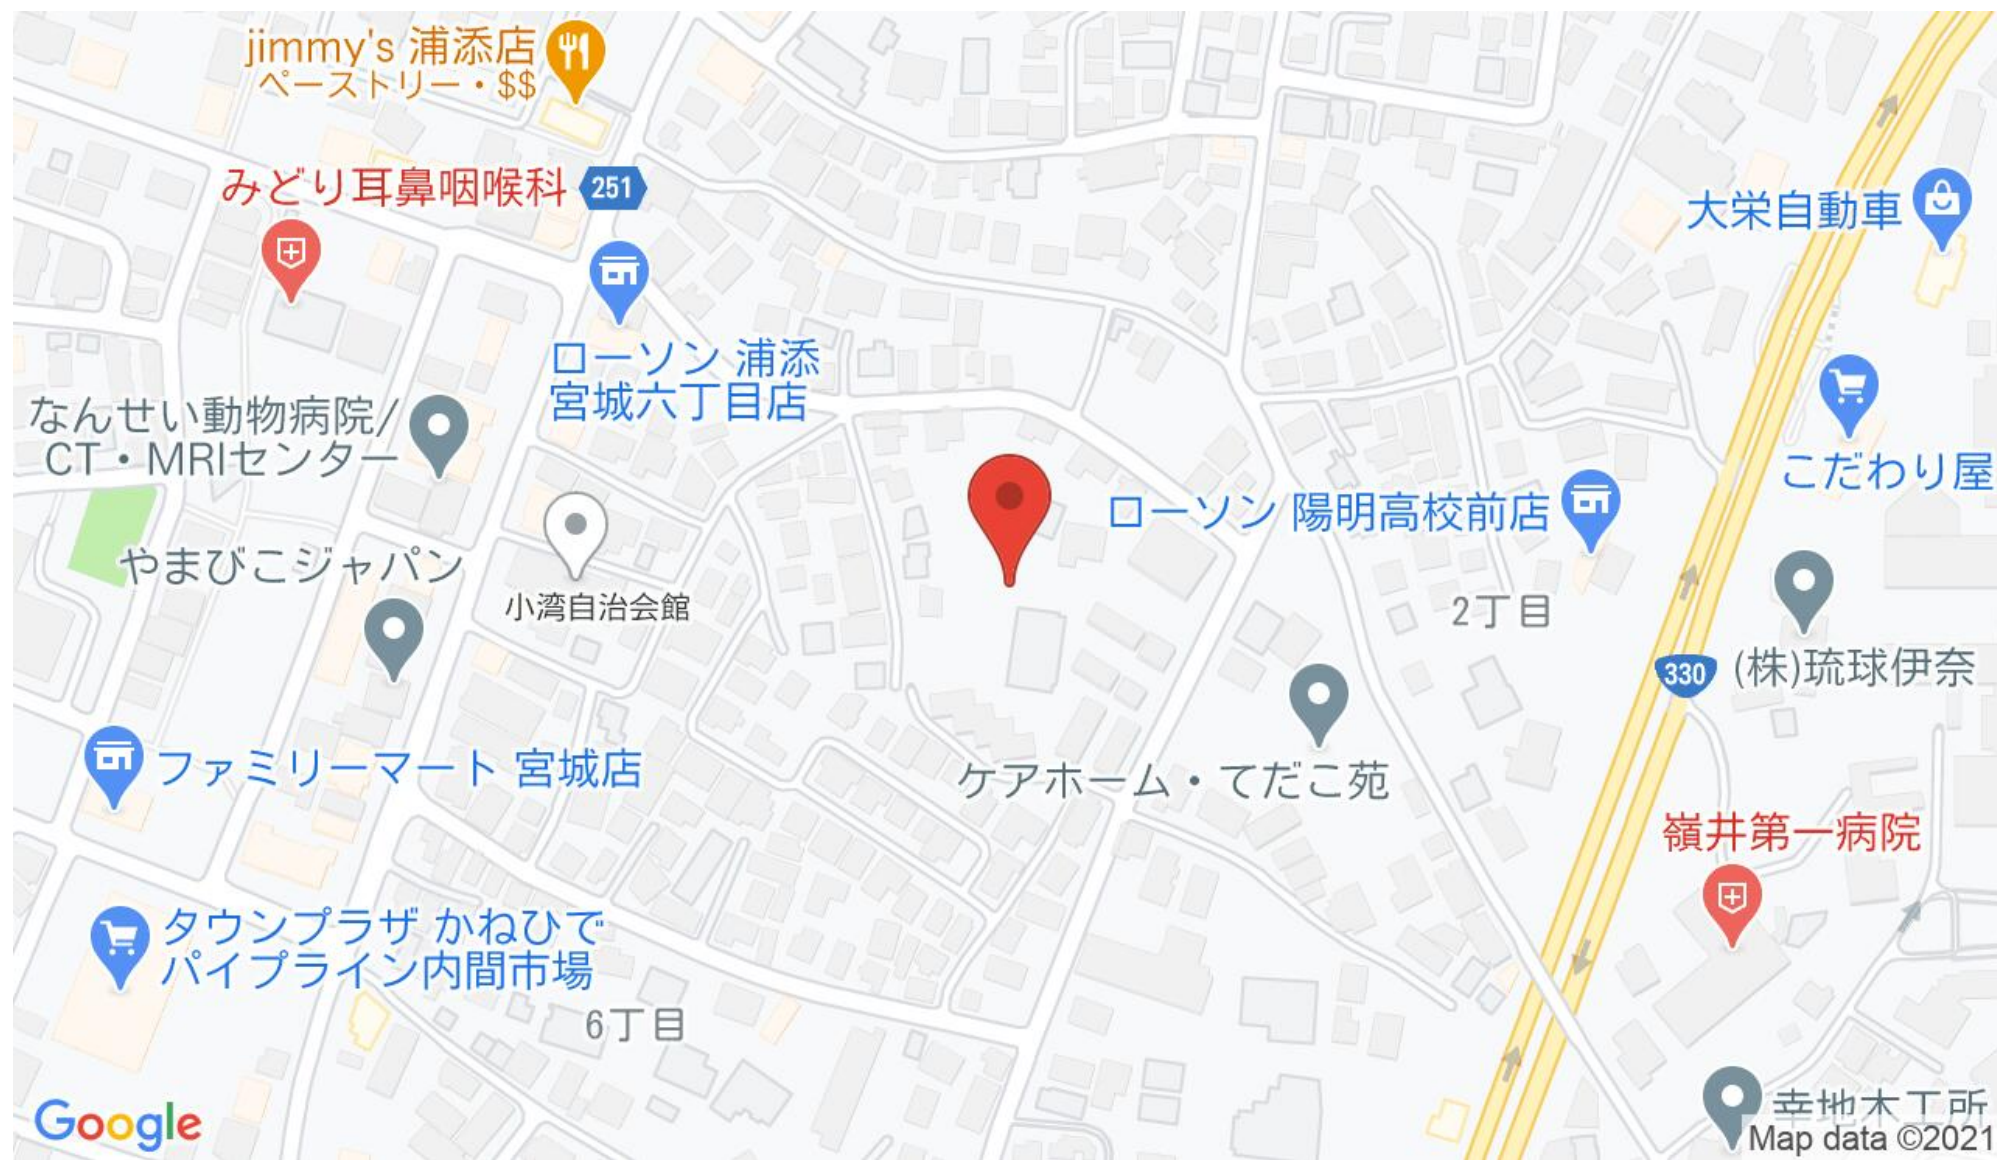 jimmy's 浦添店
ペーストリー・$$
みどり耳鼻咽喉科
251
大栄自動車
ローソン 浦添
宮城六丁目店
なんせい動物病院/
CT・MRIセンター
こだわり屋
ローソン 陽明高校前店
やまびこジャパン
小湾自治会館
2丁目
330
(株)琉球伊奈
ファミリーマート 宮城店
ケアホーム・てだこ苑
嶺井第一病院
タウンプラザ かねひで
パイプライン内間市場
6丁目
幸地木工所
Google
Map data ©2021